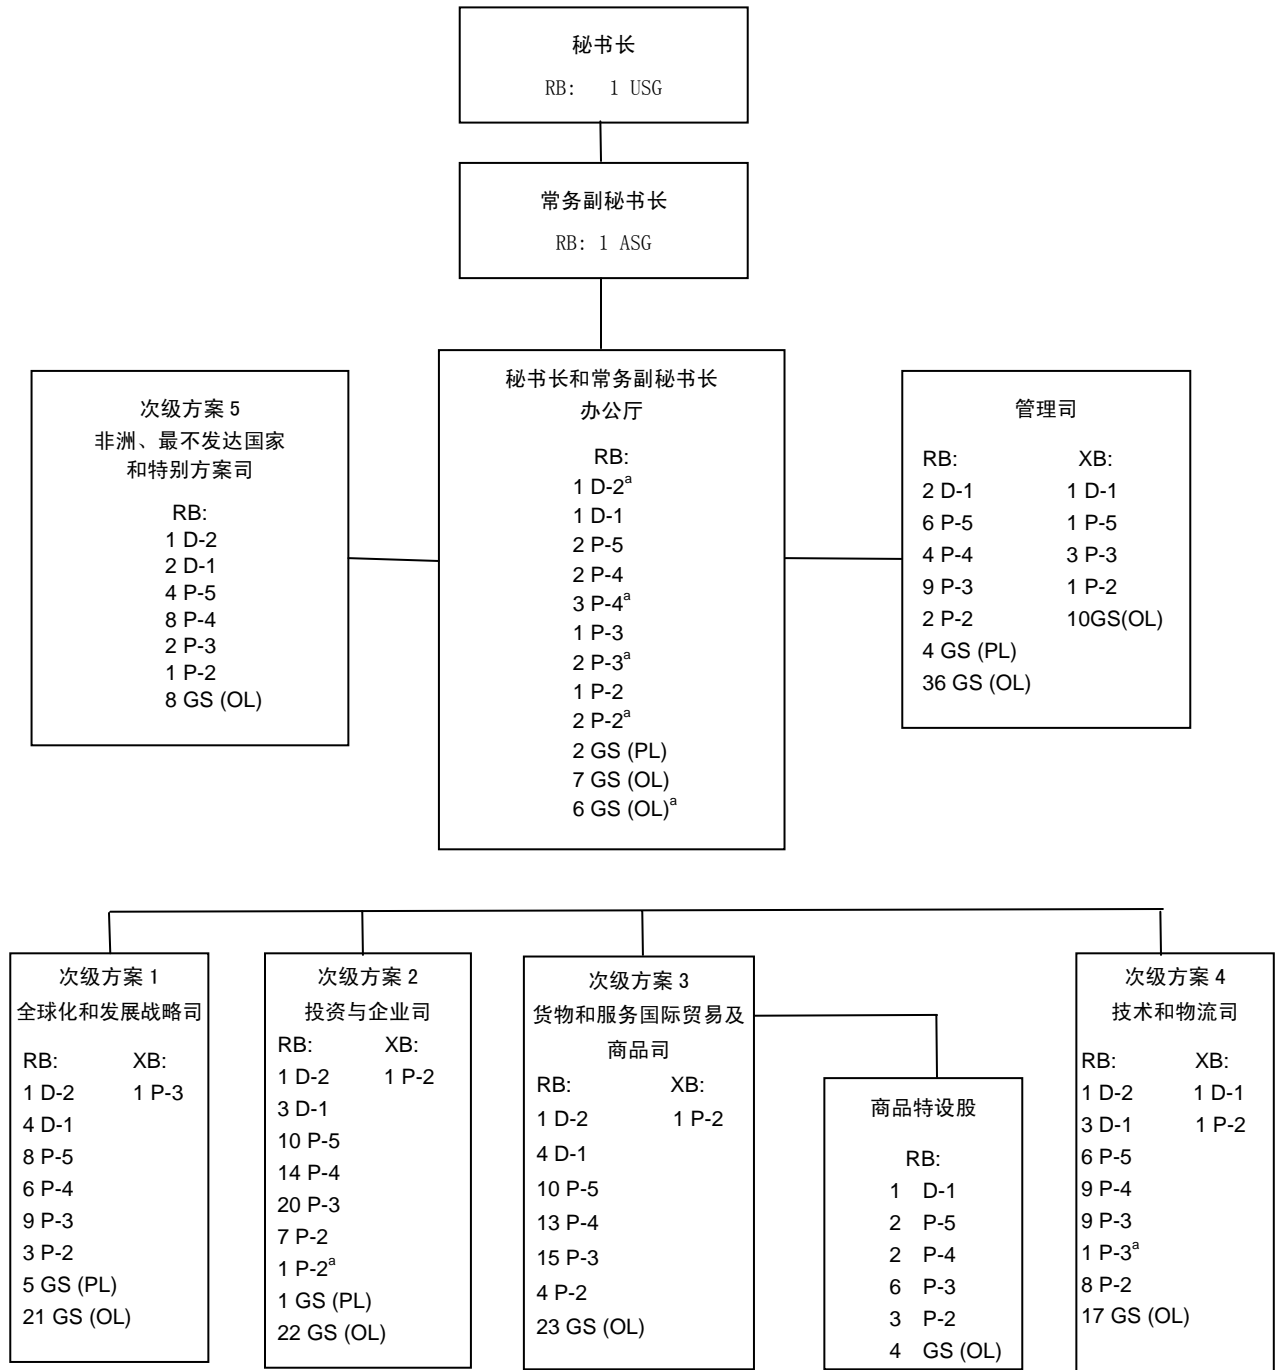 秘书长
RB: 1 USG
常务副秘书长
RB: 1 ASG
秘书长和常务副秘书长
办公厅
RB:
1 D-2ᵃ
1 D-1
2 P-5
2 P-4
3 P-4ᵃ
1 P-3
2 P-3ᵃ
1 P-2
2 P-2ᵃ
2 GS (PL)
7 GS (OL)
6 GS (OL)ᵃ
次级方案 5
非洲、最不发达国家
和特别方案司
RB:
1 D-2
2 D-1
4 P-5
8 P-4
2 P-3
1 P-2
8 GS (OL)
管理司
RB: XB:
2 D-1 1 D-1
6 P-5 1 P-5
4 P-4 3 P-3
9 P-3 1 P-2
2 P-2 10GS(OL)
4 GS (PL)
36 GS (OL)
次级方案 1
全球化和发展战略司
RB: XB:
1 D-2 1 P-3
4 D-1
8 P-5
6 P-4
9 P-3
3 P-2
5 GS (PL)
21 GS (OL)
次级方案 2
投资与企业司
RB: XB:
1 D-2 1 P-2
3 D-1
10 P-5
14 P-4
20 P-3
7 P-2
1 P-2ᵃ
1 GS (PL)
22 GS (OL)
次级方案 3
货物和服务国际贸易及
商品司
RB: XB:
1 D-2 1 P-2
4 D-1
10 P-5
13 P-4
15 P-3
4 P-2
23 GS (OL)
商品特设股
RB:
1 D-1
2 P-5
2 P-4
6 P-3
3 P-2
4 GS (OL)
次级方案 4
技术和物流司
RB: XB:
1 D-2 1 D-1
3 D-1 1 P-2
6 P-5
9 P-4
9 P-3
1 P-3ᵃ
8 P-2
17 GS (OL)